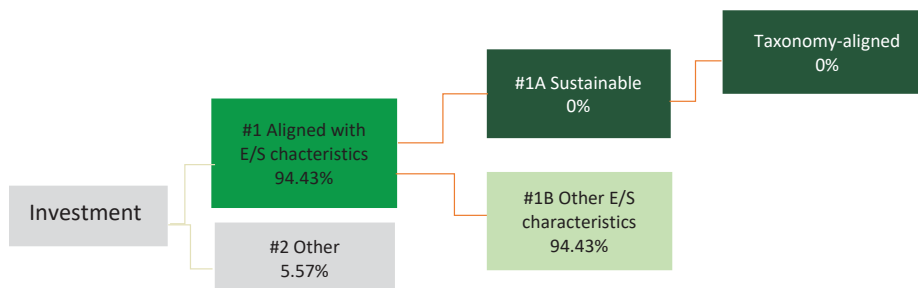 Taxonomy-aligned
0%
#1A Sustainable
0%
#1 Aligned with
E/S chacteristics
94.43%
#1B Other E/S
characteristics
94.43%
Investment
#2 Other
5.57%